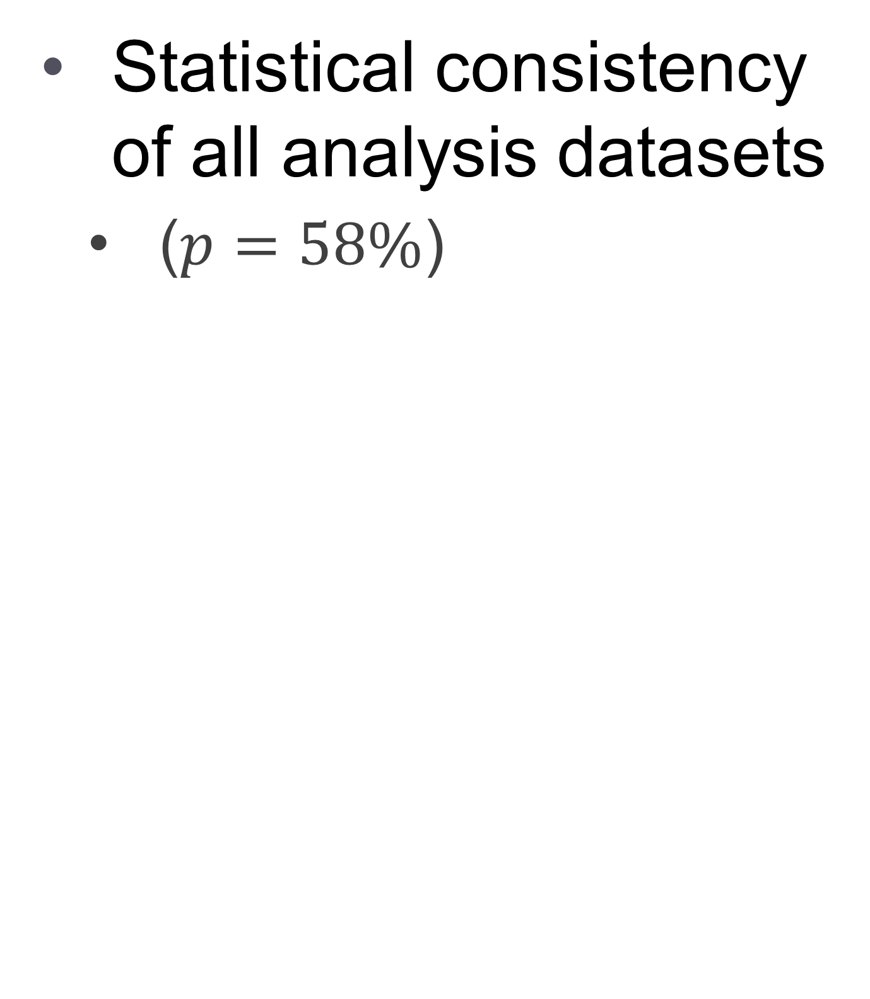 • Statistical consistency
of all analysis datasets
• (p = 58%)